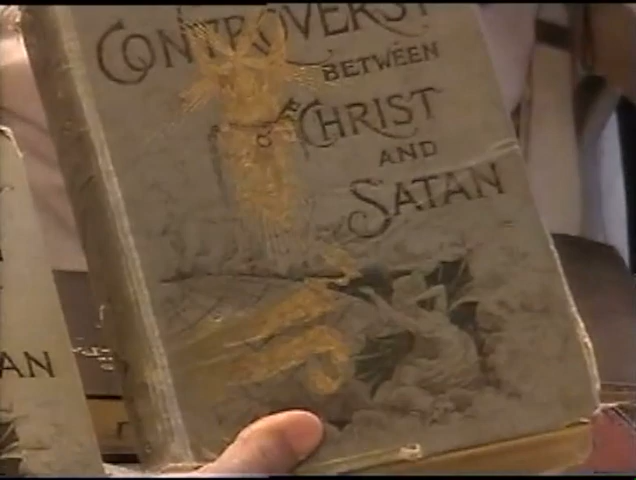 CONTROVERSY
BETWEEN
CHRIST
AND
SATAN
AN